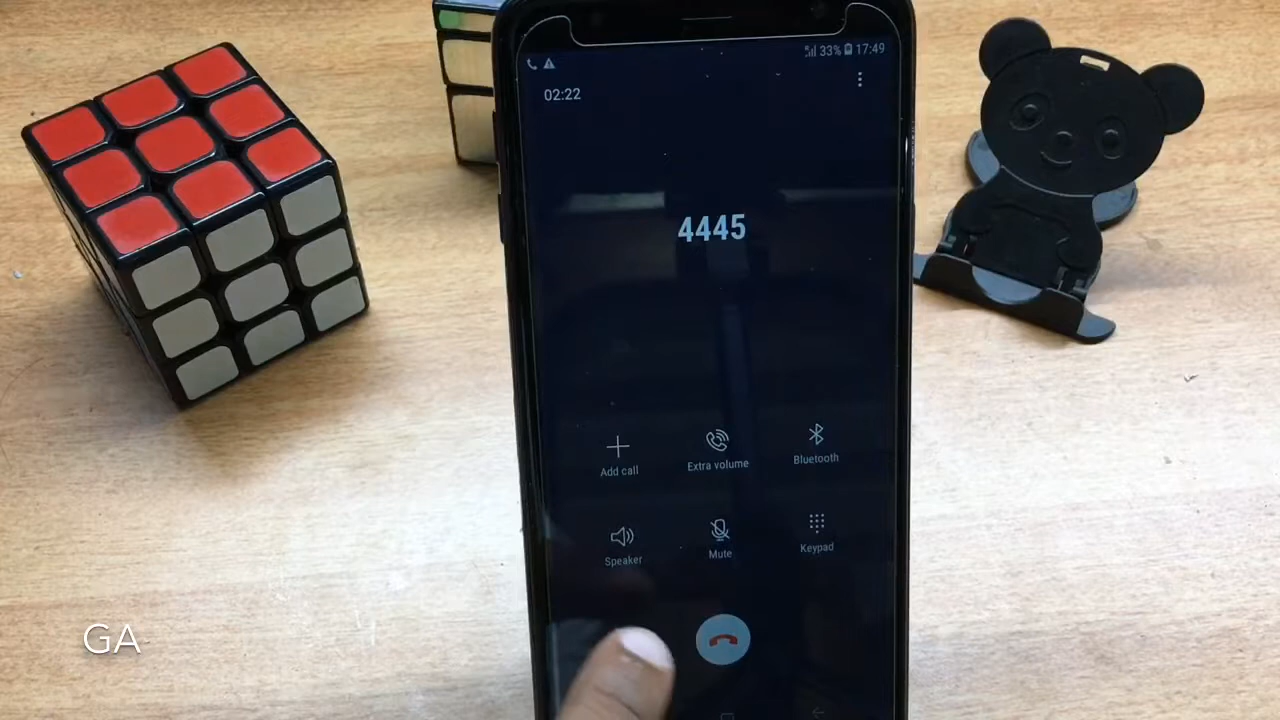 33% 17:49
02:22
4445
Add call
Extra volume
Bluetooth
Speaker
Mute
Keypad
GA